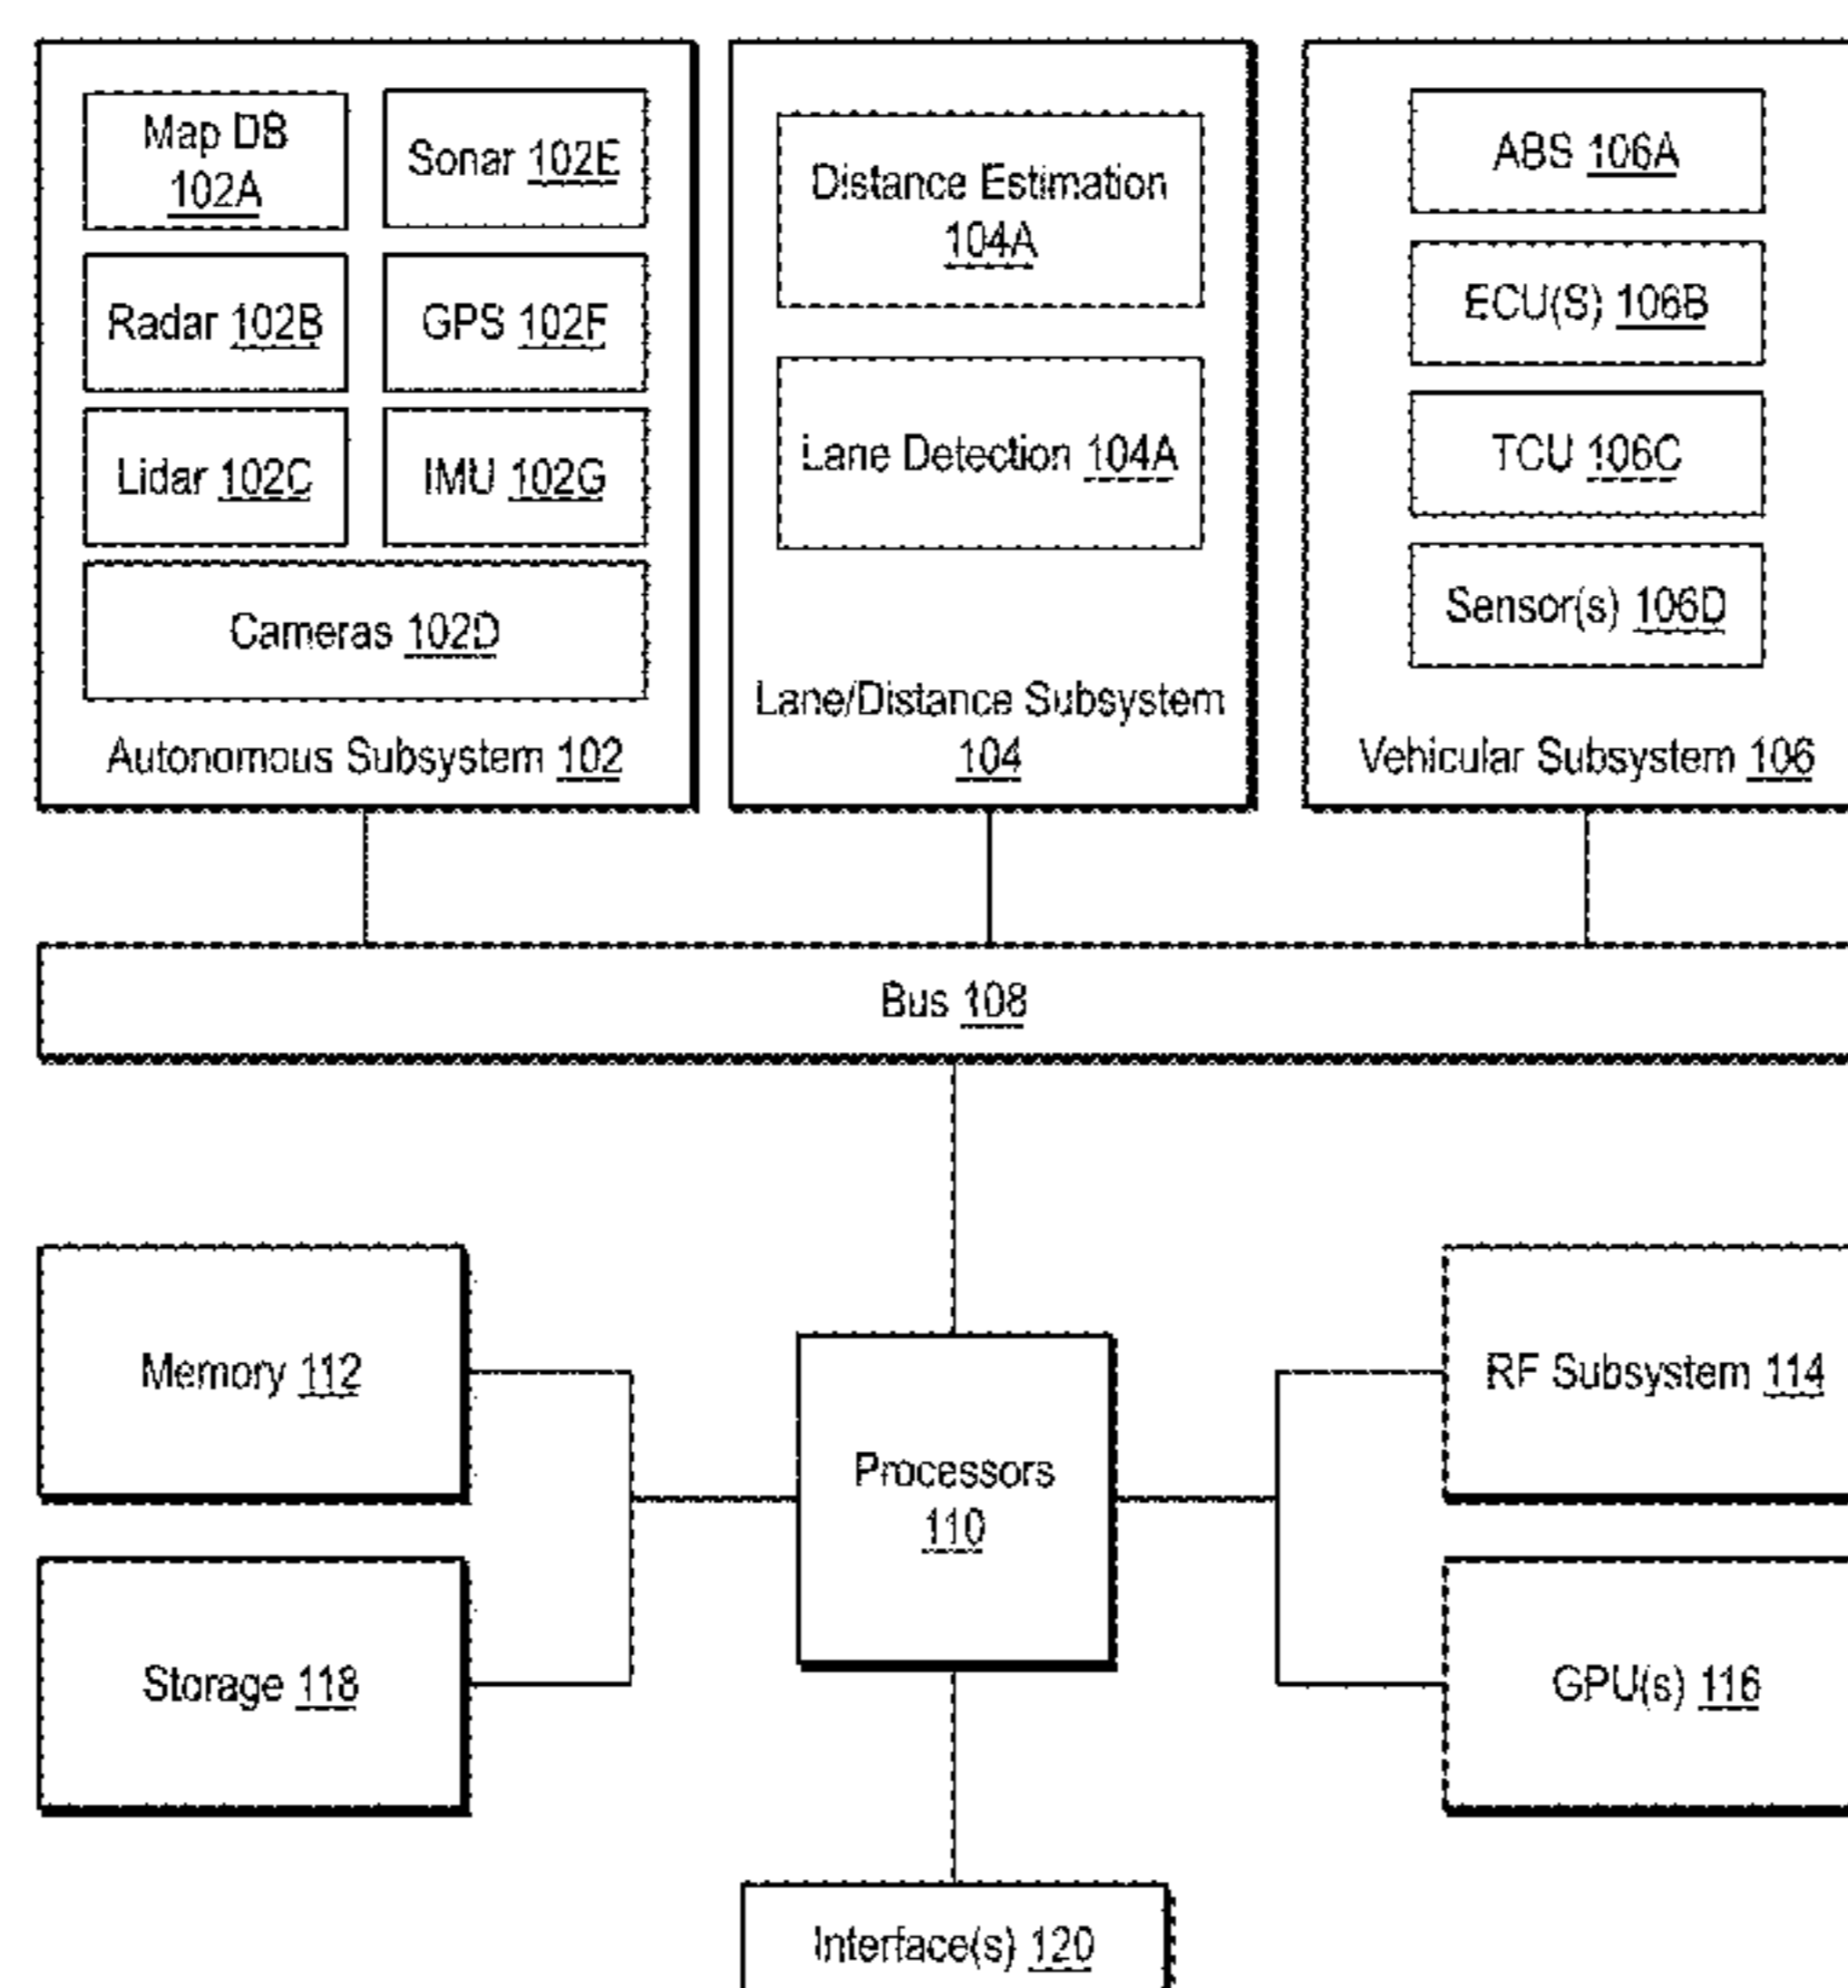 Map DB
102A
Sonar 102E
Radar 102B
GPS 102F
Lidar 102C
IMU 102G
Cameras 102D
Autonomous Subsystem 102
Distance Estimation
104A
Lane Detection 104A
Lane/Distance Subsystem
104
ABS 106A
ECU(S) 106B
TCU 106C
Sensor(s) 106D
Vehicular Subsystem 106
Bus 108
Memory 112
Storage 118
Processors
110
RF Subsystem 114
GPU(s) 116
Interface(s) 120